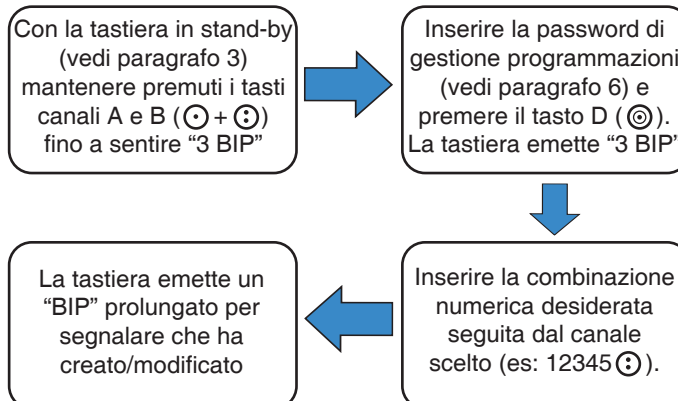 Con la tastiera in stand-by
(vedi paragrafo 3)
mantenere premuti i tasti
canali A e B (⊙ + )
fino a sentire “3 BIP”
Inserire la password di
gestione programmazioni
(vedi paragrafo 6) e
premere il tasto D (◎).
La tastiera emette “3 BIP”
Inserire la combinazione
numerica desiderata
seguita dal canale
scelto (es: 12345 ).
La tastiera emette un
“BIP” prolungato per
segnalare che ha
creato/modificato